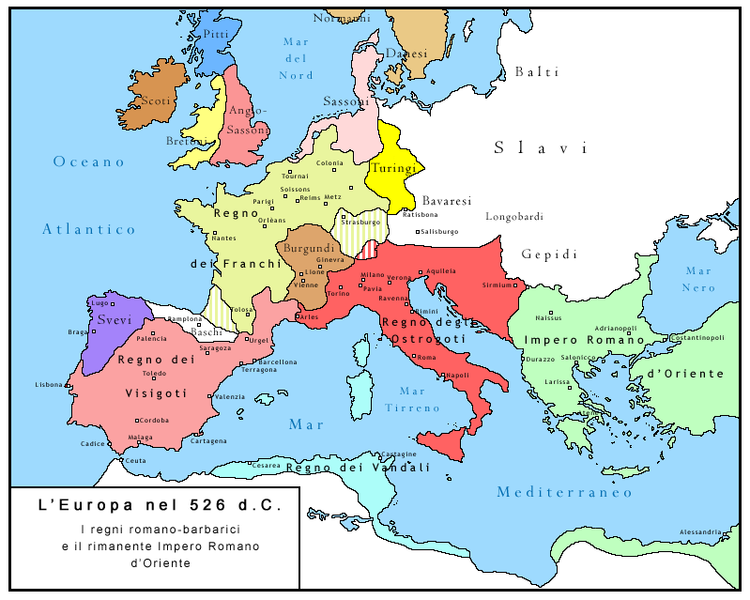 Normanni
Pitti
Mar
del
Nord
Danesi
Balti
Scoti
Anglo-
Sassoni
Sassoni
Bretoni
Slavi
Oceano
Atlantico
Turingi
Colonia
Tournai
Soissons
Reims
Metz
Parigi
Orlèans
Nantes
Regno
dei Franchi
Strasburgo
Bavaresi
Ratisbona
Salisburgo
Longobardi
Gepidi
Mar
Nero
Burgundi
Ginevra
Lione
Vienne
Milano
Verona
Aquileia
Torino
Pavia
Ravenna
Sirmium
Rimini
Arles
Regno degli
Ostrogoti
Roma
Napoli
Naissus
Adrianopoli
Costantinopoli
Impero Romano
d'Oriente
Durazzo
Salonicco
Larissa
Atene
Lugo
Svevi
Braga
Pamplona
Baschi
Tolosa
Palencia
Urgel
Saragoza
Regno dei
Visigoti
Toledo
Barcellona
Terragona
Lisbona
Valenzia
Cordoba
Malaga
Cadice
Cartagena
Ceuta
Mar
Tirreno
Mar
Mediterraneo
Cartagine
Cesarea
Regno dei Vandali
Alessandria
L'Europa nel 526 d.C.
I regni romano-barbarici
e il rimanente Impero Romano
d'Oriente